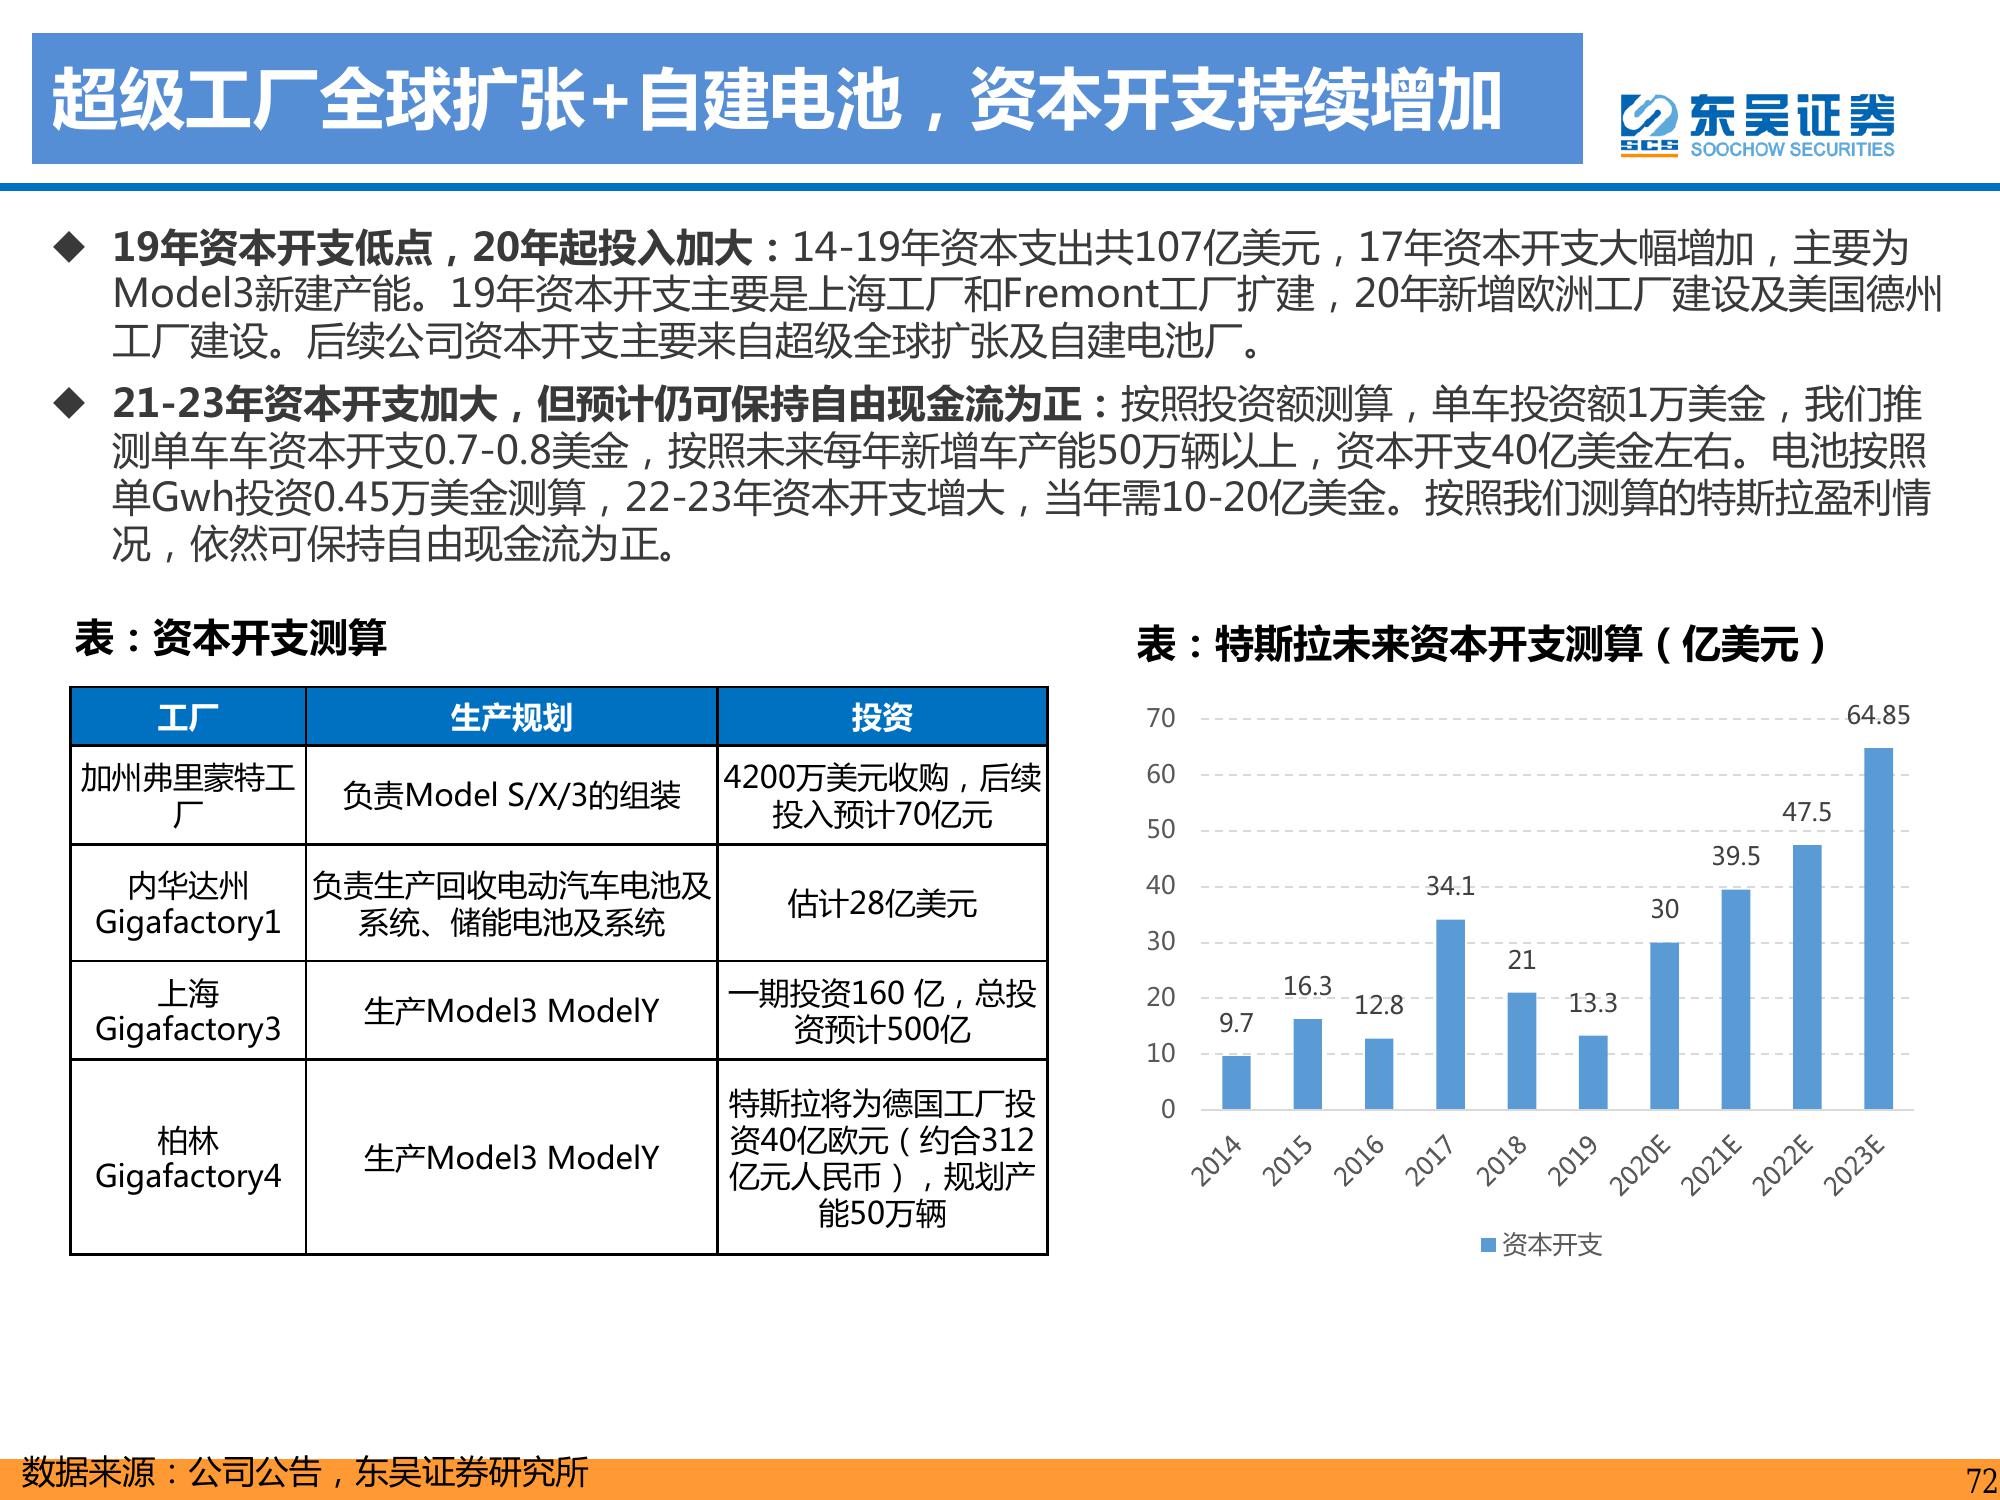 超级工厂全球扩张+自建电池，资本开支持续增加
东吴证券
SCS
SOOCHOW SECURITIES
◆ 19年资本开支低点，20年起投入加大：14-19年资本支出共107亿美元，17年资本开支大幅增加，主要为
Model3新建产能。19年资本开支主要是上海工厂和Fremont工厂扩建，20年新增欧洲工厂建设及美国德州
工厂建设。后续公司资本开支主要来自超级全球扩张及自建电池厂。
◆ 21-23年资本开支加大，但预计仍可保持自由现金流为正：按照投资额测算，单车投资额1万美金，我们推
测单车车资本开支0.7-0.8美金，按照未来每年新增车产能50万辆以上，资本开支40亿美金左右。电池按照
单Gwh投资0.45万美金测算，22-23年资本开支增大，当年需10-20亿美金。按照我们测算的特斯拉盈利情
况，依然可保持自由现金流为正。
表：资本开支测算
工厂 生产规划 投资
加州弗里蒙特工
厂
负责Model S/X/3的组装
4200万美元收购，后续
投入预计70亿元
内华达州
Gigafactory1
负责生产回收电动汽车电池及
系统、储能电池及系统
估计28亿美元
上海
Gigafactory3
生产Model3 ModelY
一期投资160 亿，总投
资预计500亿
柏林
Gigafactory4
生产Model3 ModelY
特斯拉将为德国工厂投
资40亿欧元（约合312
亿元人民币），规划产
能50万辆
表：特斯拉未来资本开支测算（亿美元）
70
60
50
40
30
20
10
0
9.7
16.3
12.8
34.1
21
13.3
30
39.5
47.5
64.85
2014
2015
2016
2017
2018
2019
2020E
2021E
2022E
2023E
资本开支
数据来源：公司公告，东吴证券研究所
72